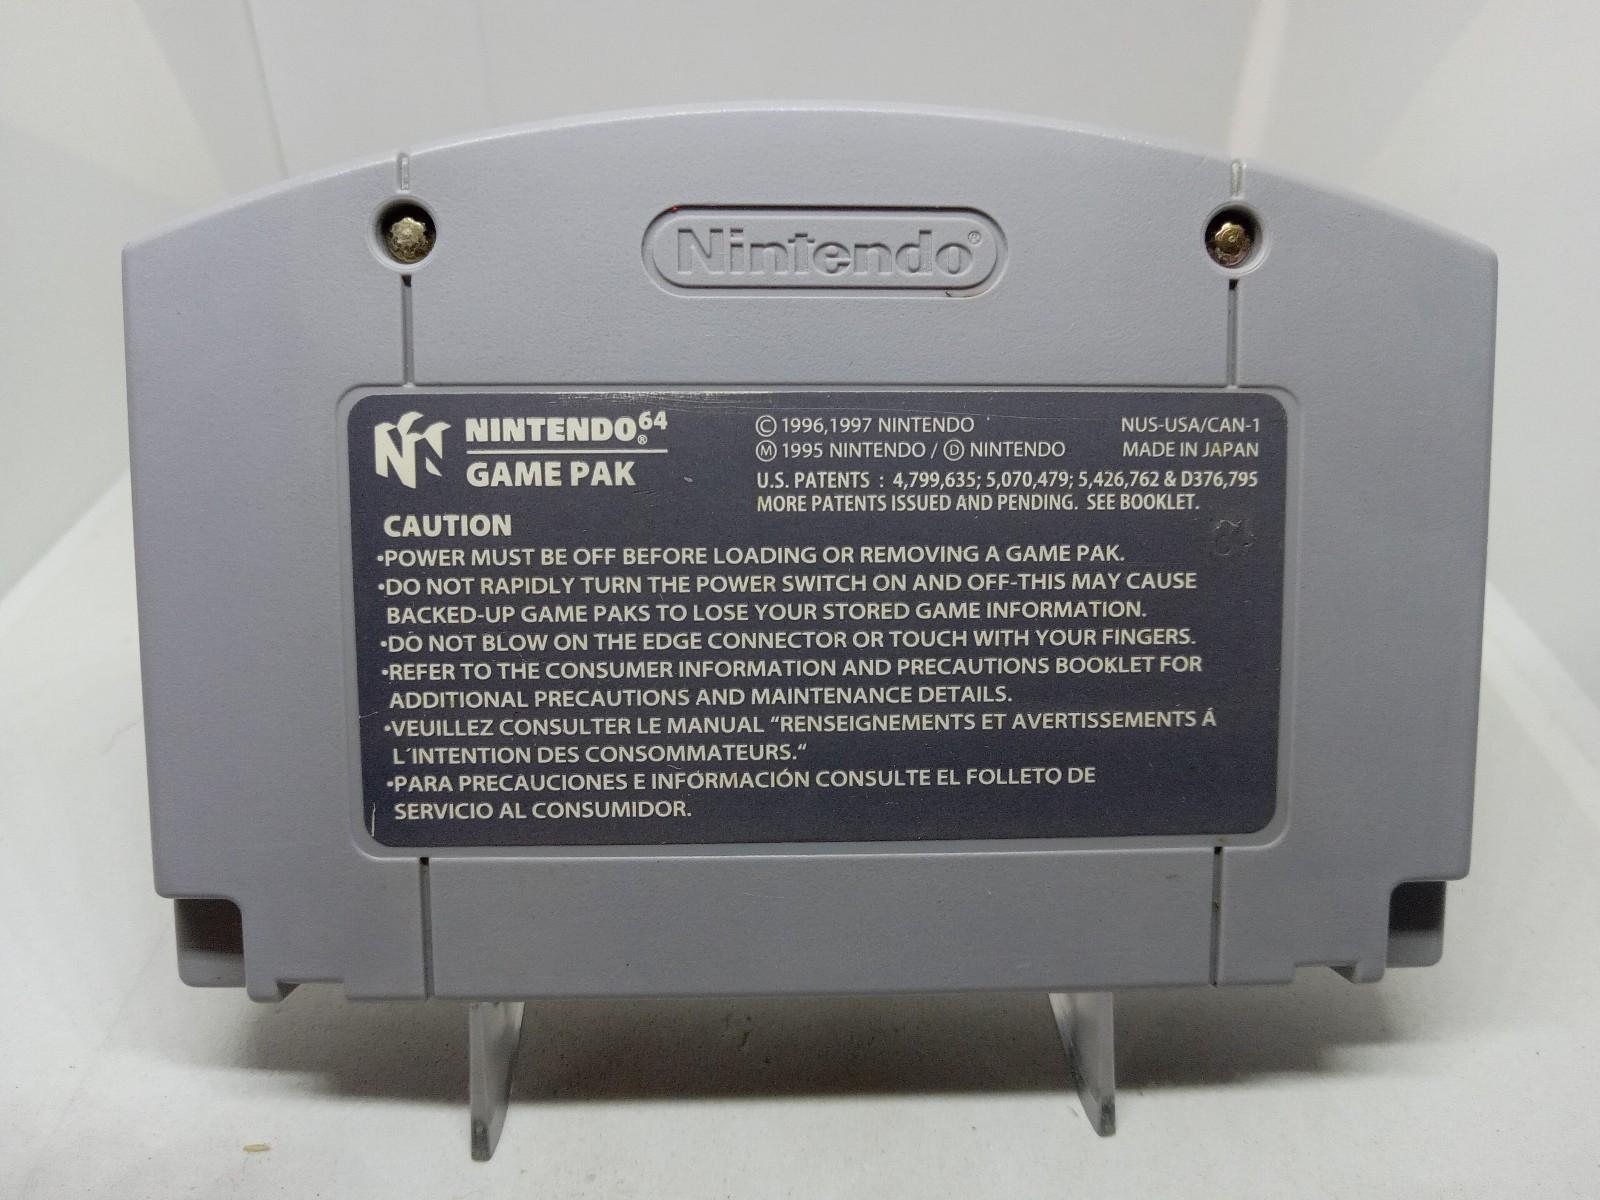 Nintendo®
NINTENDO®64
GAME PAK
© 1996,1997 NINTENDO
Ⓜ 1995 NINTENDO / Ⓓ NINTENDO
NUS-USA/CAN-1
MADE IN JAPAN
U.S. PATENTS : 4,799,635; 5,070,479; 5,426,762 & D376,795
MORE PATENTS ISSUED AND PENDING. SEE BOOKLET.
CAUTION
•POWER MUST BE OFF BEFORE LOADING OR REMOVING A GAME PAK.
•DO NOT RAPIDLY TURN THE POWER SWITCH ON AND OFF-THIS MAY CAUSE
BACKED-UP GAME PAKS TO LOSE YOUR STORED GAME INFORMATION.
•DO NOT BLOW ON THE EDGE CONNECTOR OR TOUCH WITH YOUR FINGERS.
•REFER TO THE CONSUMER INFORMATION AND PRECAUTIONS BOOKLET FOR
ADDITIONAL PRECAUTIONS AND MAINTENANCE DETAILS.
•VEUILLEZ CONSULTER LE MANUAL “RENSEIGNEMENTS ET AVERTISSEMENTS Á
L´INTENTION DES CONSOMMATEURS.“
•PARA PRECAUCIONES E INFORMACIÓN CONSULTE EL FOLLETO DE
SERVICIO AL CONSUMIDOR.